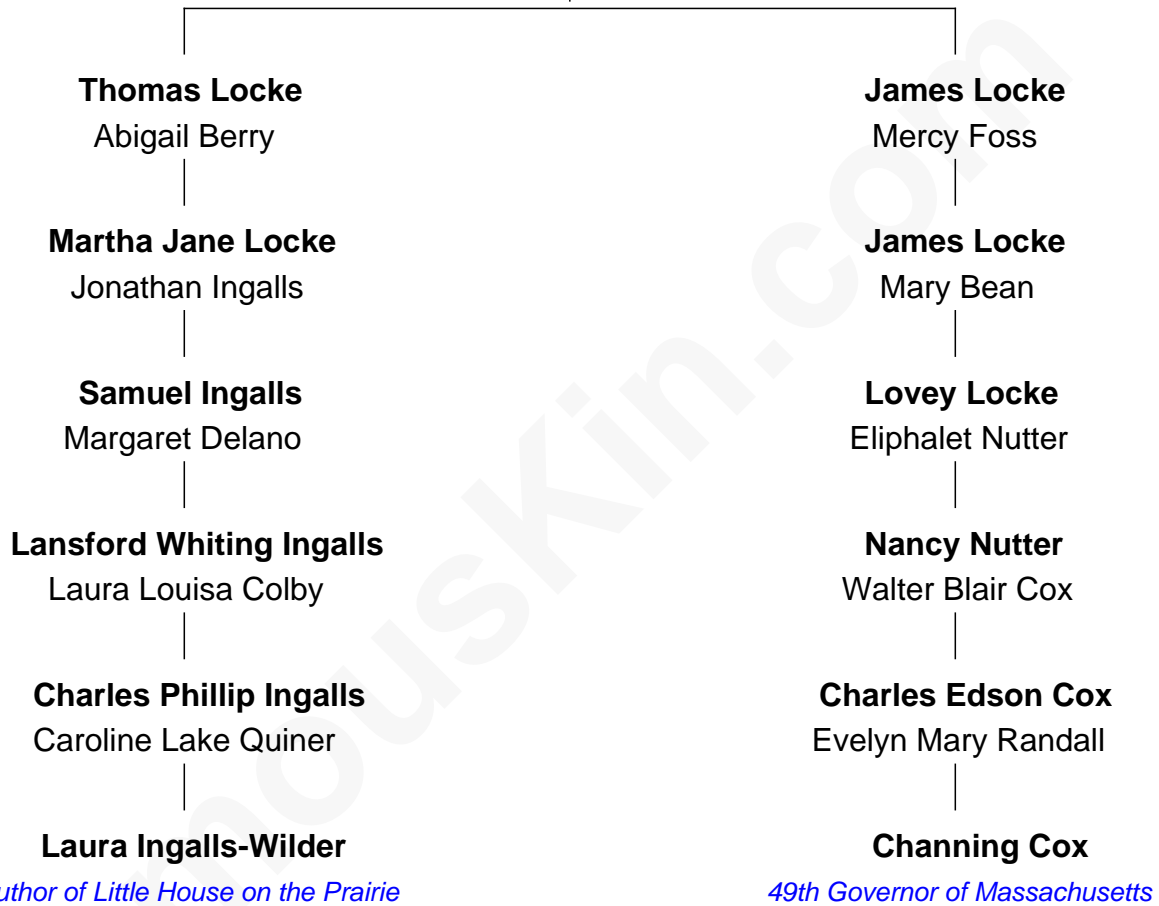 Thomas Locke
Abigail Berry
James Locke
Mercy Foss
Martha Jane Locke
Jonathan Ingalls
James Locke
Mary Bean
Samuel Ingalls
Margaret Delano
Lovey Locke
Eliphalet Nutter
Lansford Whiting Ingalls
Laura Louisa Colby
Nancy Nutter
Walter Blair Cox
Charles Phillip Ingalls
Caroline Lake Quiner
Charles Edson Cox
Evelyn Mary Randall
Laura Ingalls-Wilder
uthor of Little House on the Prairie
Channing Cox
49th Governor of Massachusetts
mousKin.com